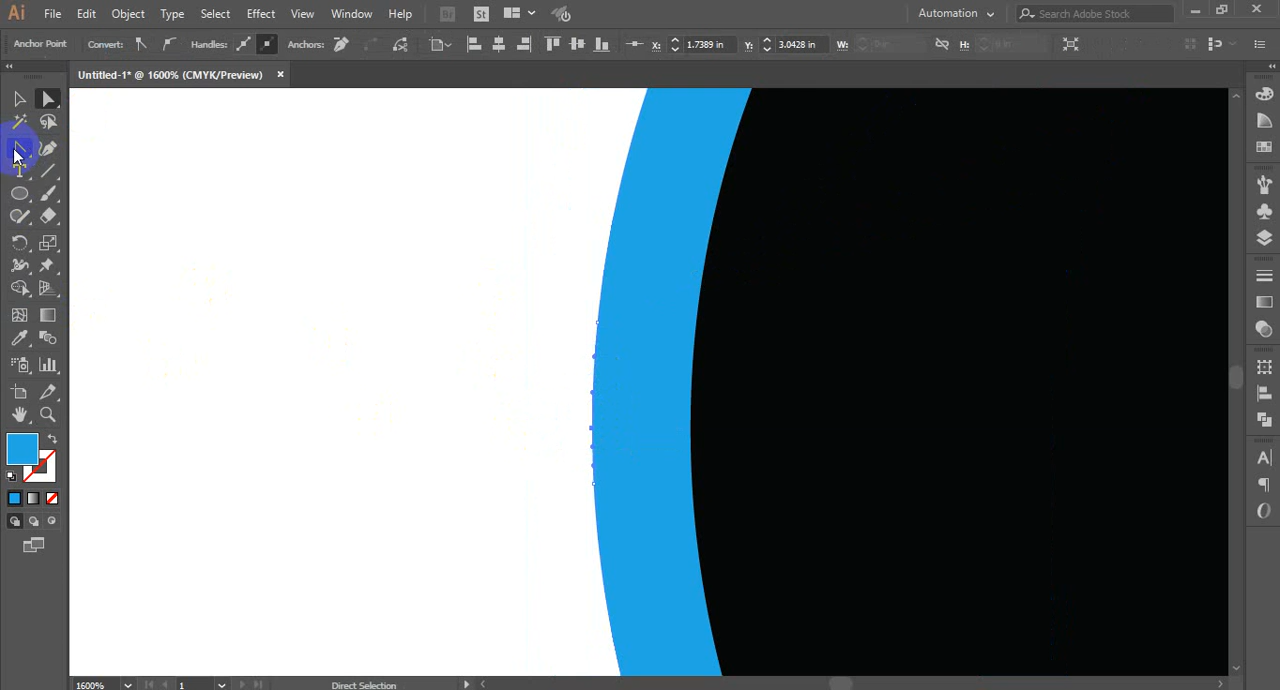 Ai File Edit Object Type Select Effect View Window Help Br St Automation Search Adobe Stock
Anchor Point Convert: Handles: Anchors: X: 1.7389 in Y: 3.0428 in W: H:
Untitled-1* @ 1600% (CMYK/Preview) ×
1600% 1 Direct Selection